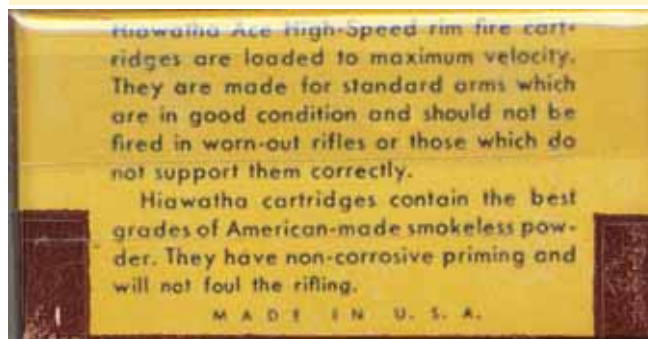 Hiawatha Ace High-Speed rim fire cart-
ridges are loaded to maximum velocity.
They are made for standard arms which
are in good condition and should not be
fired in worn-out rifles or those which do
not support them correctly.
Hiawatha cartridges contain the best
grades of American-made smokeless pow-
der. They have non-corrosive priming and
will not foul the rifling.
MADE IN U. S. A.